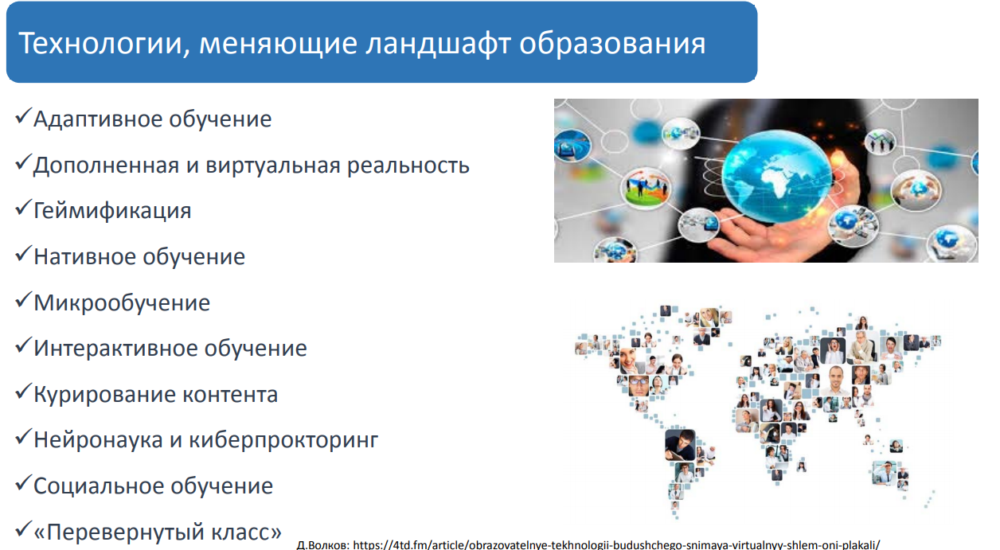 Технологии, меняющие ландшафт образования
✓Адаптивное обучение
✓Дополненная и виртуальная реальность
✓Геймификация
✓Нативное обучение
✓Микрообучение
✓Интерактивное обучение
✓Курирование контента
✓Нейронаука и киберпрокторинг
✓Социальное обучение
✓«Перевернутый класс»
Д.Волков: https://4td.fm/article/obrazovatelnye-tekhnologii-budushchego-snimaya-virtualnyy-shlem-oni-plakali/